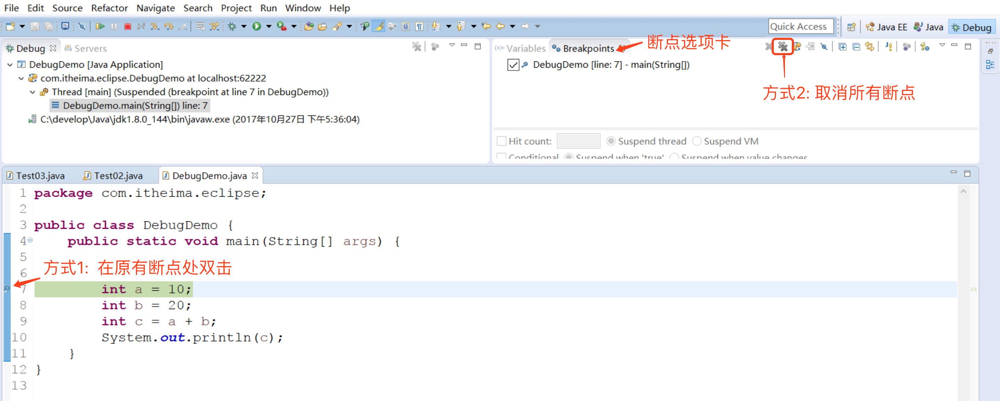 File Edit Source Refactor Navigate Search Project Run Window Help
Quick Access Java EE Java Debug
Debug Servers
DebugDemo [Java Application]
com.itheima.eclipse.DebugDemo at localhost:62222
Thread [main] (Suspended (breakpoint at line 7 in DebugDemo))
DebugDemo.main(String[]) line: 7
C:\develop\Java\jdk1.8.0_144\bin\javaw.exe (2017年10月27日 下午5:36:04)
(x)= Variables Breakpoints 断点选项卡
DebugDemo [line: 7] - main(String[])
方式2: 取消所有断点
Hit count: Suspend thread Suspend VM
Conditional Suspend when 'true' Suspend when value changes
Test03.java Test02.java DebugDemo.java
1 package com.itheima.eclipse;
2
3 public class DebugDemo {
4 public static void main(String[] args) {
5
方式1: 在原有断点处双击
6
7 int a = 10;
8 int b = 20;
9 int c = a + b;
10 System.out.println(c);
11 }
12 }
13